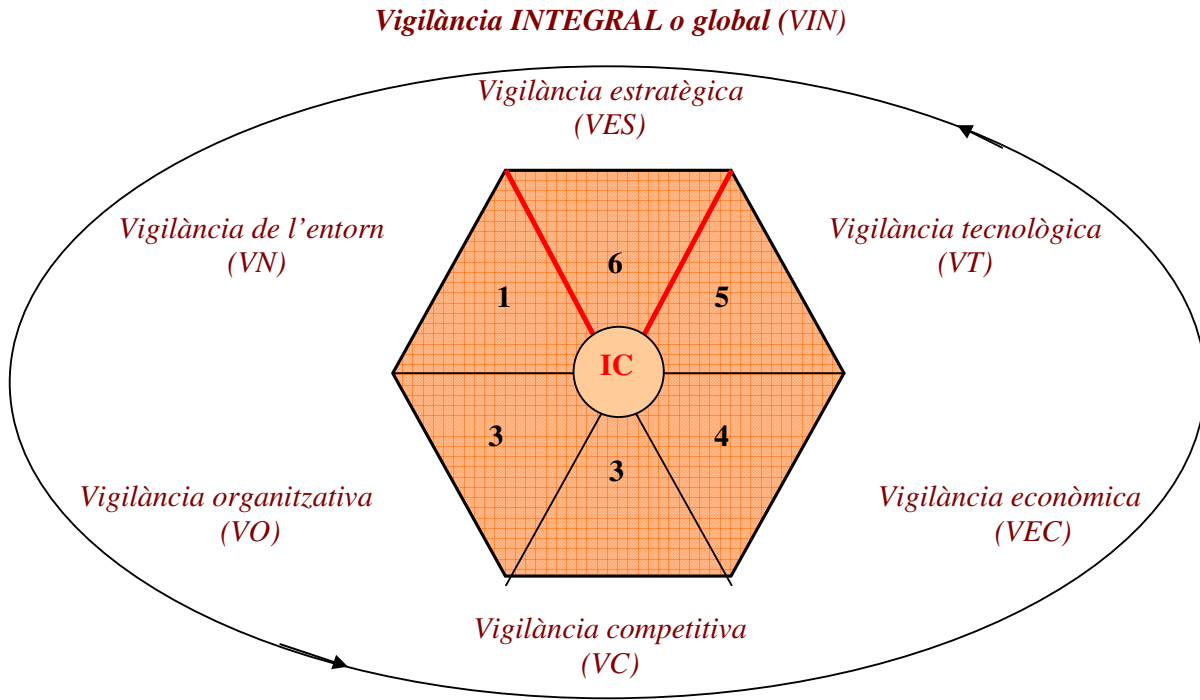 Vigilància INTEGRAL o global (VIN)
Vigilància estratègica
(VES)
Vigilància de l'entorn
(VN)
Vigilància tecnològica
(VT)
6
1
5
IC
3
4
3
Vigilància organitzativa
(VO)
Vigilància econòmica
(VEC)
Vigilància competitiva
(VC)